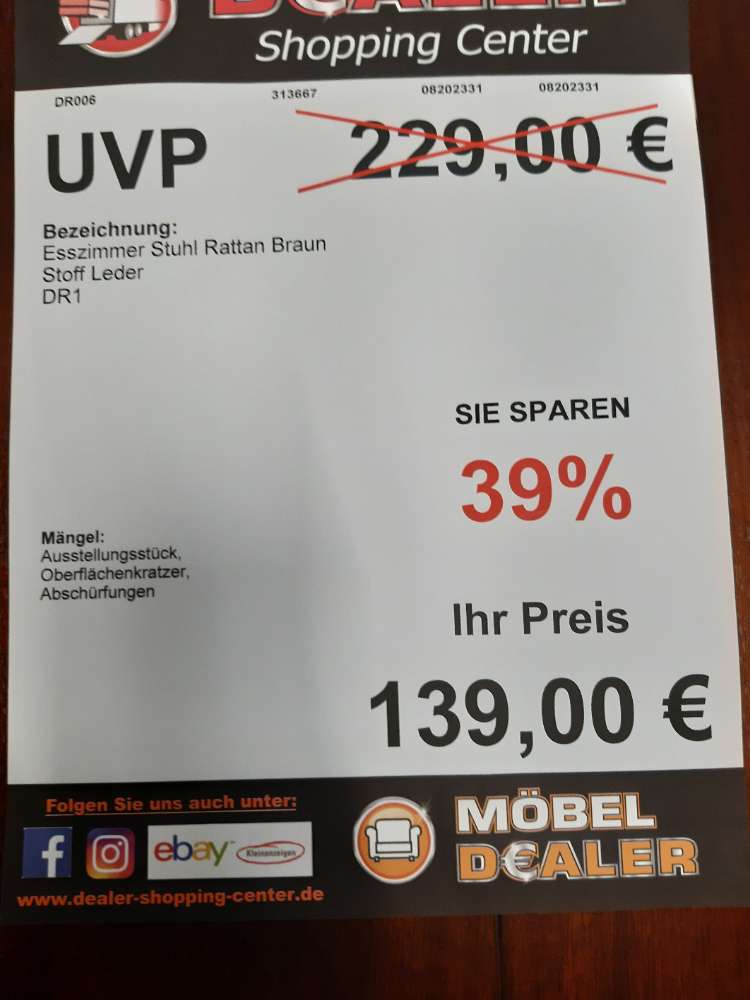 DEALER
Shopping Center
DR006 313667 08202331 08202331
UVP 229,00 €
Bezeichnung:
Esszimmer Stuhl Rattan Braun
Stoff Leder
DR1
SIE SPAREN
39%
Mängel:
Ausstellungsstück,
Oberflächenkratzer,
Abschürfungen
Ihr Preis
139,00 €
Folgen Sie uns auch unter:
f ebay Kleinanzeigen
www.dealer-shopping-center.de
MÖBEL
D€ALER